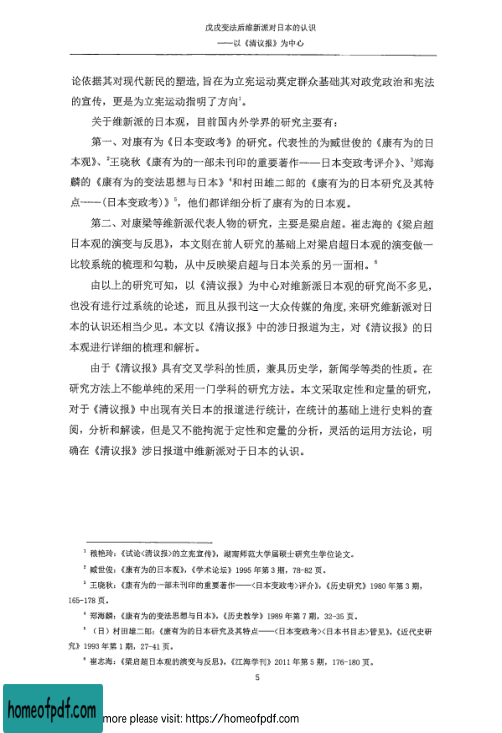 戊戌变法后维新派对日本的认识
——以《清议报》为中心
论依据其对现代新民的塑造,旨在为立宪运动奠定群众基础其对政党政治和宪法
的宣传，更是为立宪运动指明了方向¹。
关于维新派的日本观，目前国内外学界的研究主要有：
第一、对康有为《日本变政考》的研究。代表性的为臧世俊的《康有为的日
本观》、²王晓秋《康有为的一部未刊印的重要著作——日本变政考评介》、³郑海
麟的《康有为的变法思想与日本》⁴和村田雄二郎的《康有为的日本研究及其特
点——(日本变政考)》⁵，他们都详细分析了康有为的日本观。
第二、对康梁等维新派代表人物的研究，主要是梁启超。崔志海的《梁启超
日本观的演变与反思》，本文则在前人研究的基础上对梁启超日本观的演变做一
比较系统的梳理和勾勒，从中反映梁启超与日本关系的另一面相。⁶
由以上的研究可知，以《清议报》为中心对维新派日本观的研究尚不多见，
也没有进行过系统的论述，而且从报刊这一大众传媒的角度,来研究维新派对日
本的认识还相当少见。本文以《清议报》中的涉日报道为主，对《清议报》的日
本观进行详细的梳理和解析。
由于《清议报》具有交叉学科的性质，兼具历史学，新闻学等类的性质。在
研究方法上不能单纯的采用一门学科的研究方法。本文采取定性和定量的研究，
对于《清议报》中出现有关日本的报道进行统计，在统计的基础上进行史料的查
阅，分析和解读，但是又不能拘泥于定性和定量的分析，灵活的运用方法论，明
确在《清议报》涉日报道中维新派对于日本的认识。
¹ 稂艳玲：《试论<清议报>的立宪宣传》，湖南师范大学届硕士研究生学位论文。
² 臧世俊：《康有为的日本观》，《学术论坛》1995 年第 3 期，78-82 页。
³ 王晓秋：《康有为的一部未刊印的重要著作——<日本变政考>评介》，《历史研究》1980 年第 3 期，
165-178 页。
⁴ 郑海麟：《康有为的变法思想与日本》，《历史教学》1989 年第 7 期，32-35 页。
⁵ （日）村田雄二郎：《康有为的日本研究及其特点——<日本变政考><日本书目志>管见》，《近代史研
究》1993 年第 1 期，27-41 页。
⁶ 崔志海：《梁启超日本观的演变与反思》，《江海学刊》2011 年第 5 期，176-180 页。
5
homeofpdf.com
more please visit: https://homeofpdf.com